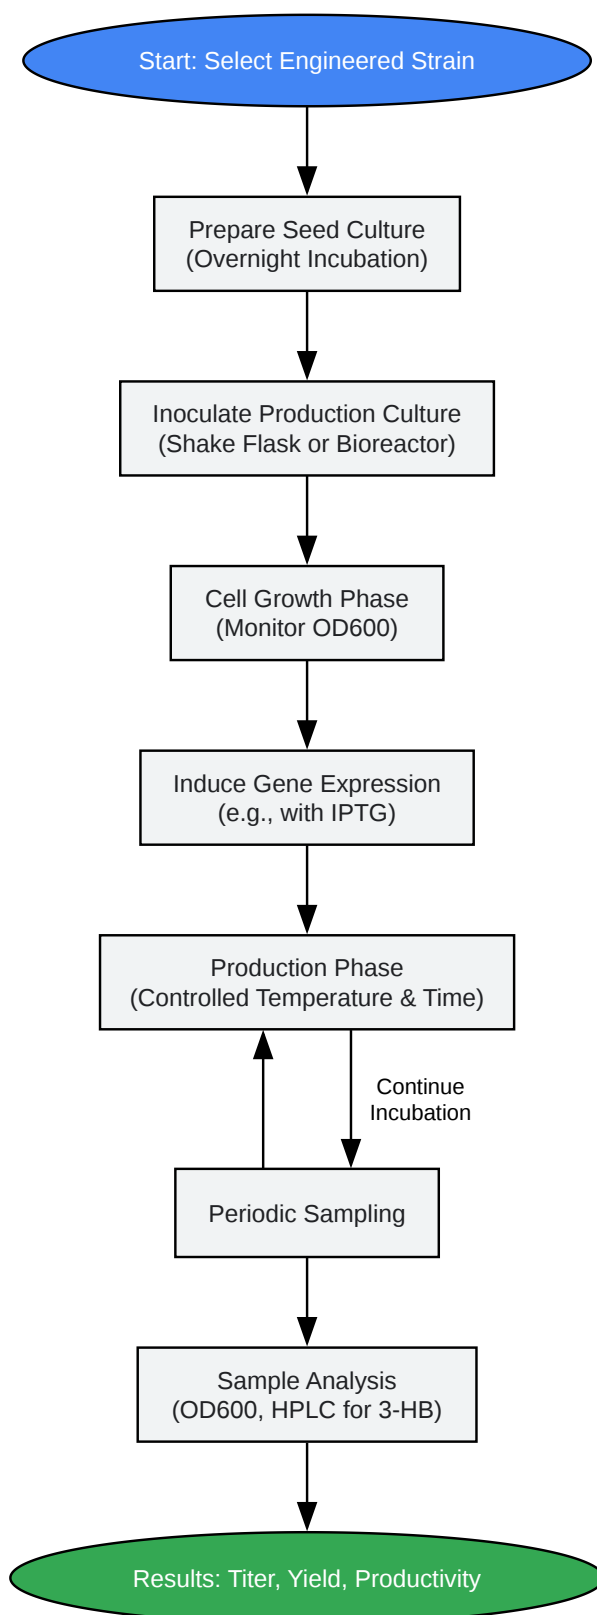 Start: Select Engineered Strain
Prepare Seed Culture
(Overnight Incubation)
Inoculate Production Culture
(Shake Flask or Bioreactor)
Cell Growth Phase
(Monitor OD600)
Induce Gene Expression
(e.g., with IPTG)
Production Phase
(Controlled Temperature & Time)
Continue
Incubation
Periodic Sampling
Sample Analysis
(OD600, HPLC for 3-HB)
Results: Titer, Yield, Productivity